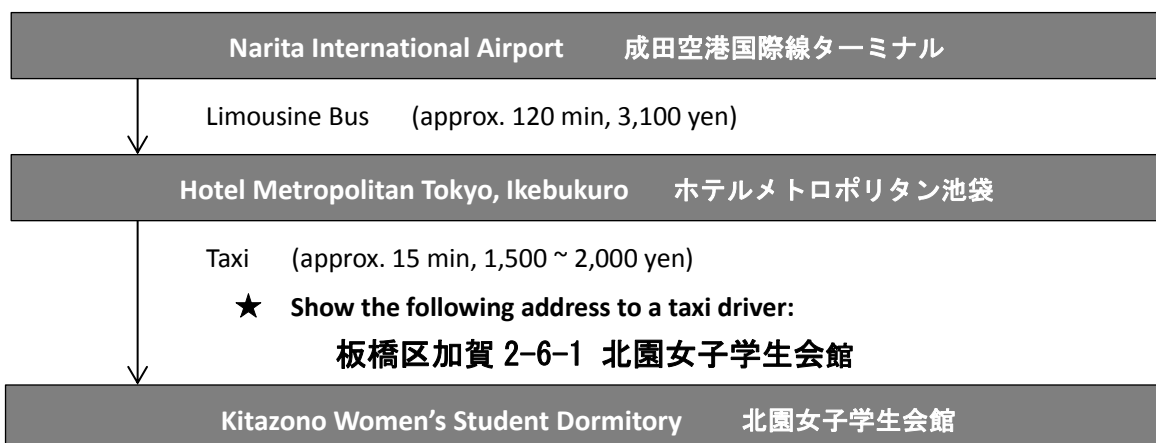 Narita International Airport 成田空港国際線ターミナル
Limousine Bus (approx. 120 min, 3,100 yen)
Hotel Metropolitan Tokyo, Ikebukuro ホテルメトロポリタン池袋
Taxi (approx. 15 min, 1,500 ~ 2,000 yen)
★ Show the following address to a taxi driver:
板橋区加賀 2-6-1 北園女子学生会館
Kitazono Women’s Student Dormitory 北園女子学生会館